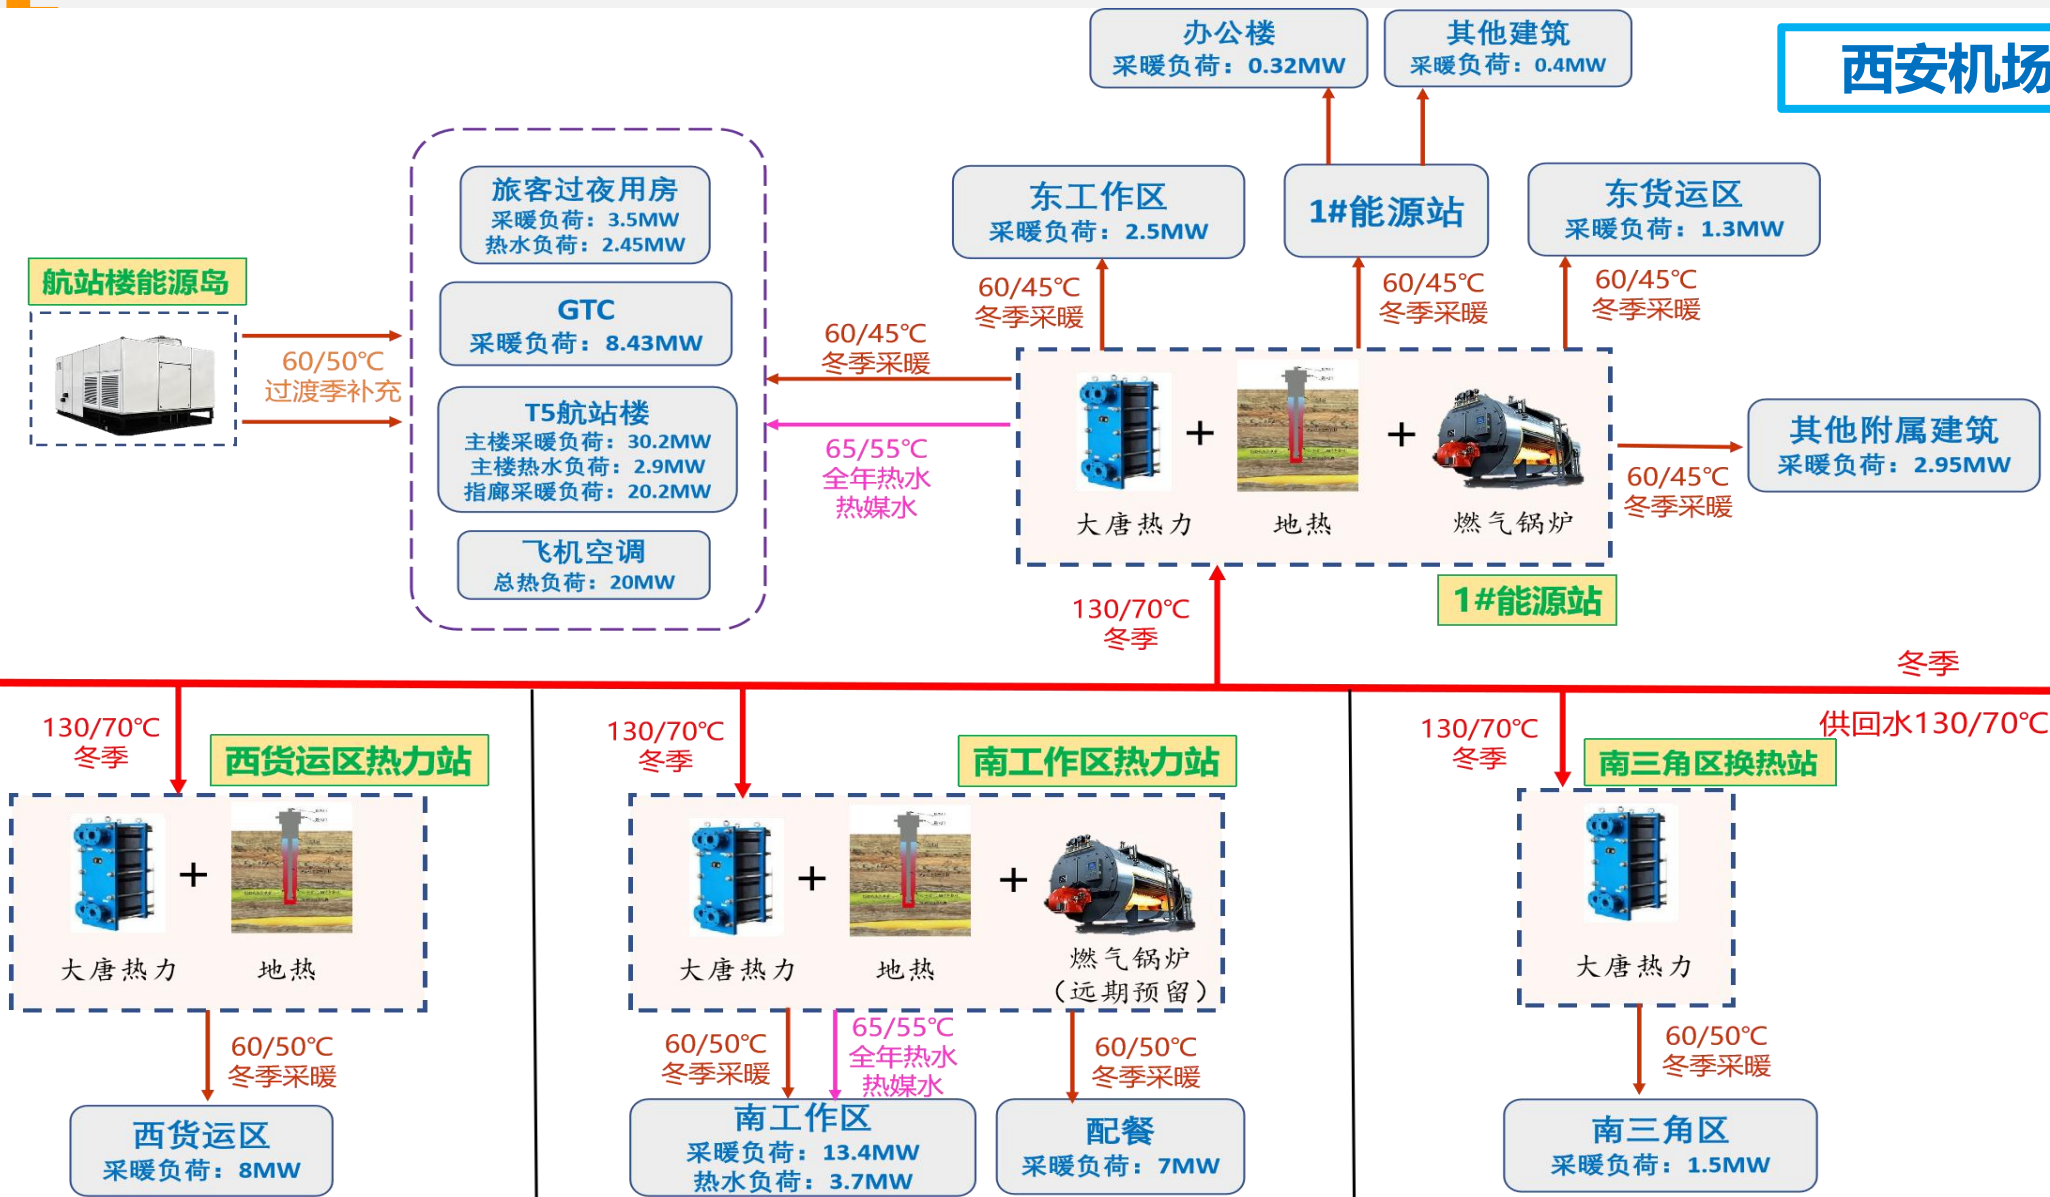 西安机场
办公楼
采暖负荷：0.32MW
其他建筑
采暖负荷：0.4MW
旅客过夜用房
采暖负荷：3.5MW
热水负荷：2.45MW
GTC
采暖负荷：8.43MW
T5航站楼
主楼采暖负荷：30.2MW
主楼热水负荷：2.9MW
指廊采暖负荷：20.2MW
飞机空调
总热负荷：20MW
航站楼能源岛
60/50℃
过渡季补充
东工作区
采暖负荷：2.5MW
1#能源站
东货运区
采暖负荷：1.3MW
60/45℃
冬季采暖
60/45℃
冬季采暖
60/45℃
冬季采暖
60/45℃
冬季采暖
65/55℃
全年热水
热媒水
+
+
大唐热力
地热
燃气锅炉
60/45℃
冬季采暖
其他附属建筑
采暖负荷：2.95MW
1#能源站
130/70℃
冬季
冬季
供回水130/70℃
130/70℃
冬季
西货运区热力站
+
大唐热力
地热
60/50℃
冬季采暖
西货运区
采暖负荷：8MW
130/70℃
冬季
南工作区热力站
+
+
大唐热力
地热
燃气锅炉
（远期预留）
60/50℃
冬季采暖
65/55℃
全年热水
热媒水
60/50℃
冬季采暖
南工作区
采暖负荷：13.4MW
热水负荷：3.7MW
配餐
采暖负荷：7MW
130/70℃
冬季
南三角区换热站
大唐热力
60/50℃
冬季采暖
南三角区
采暖负荷：1.5MW